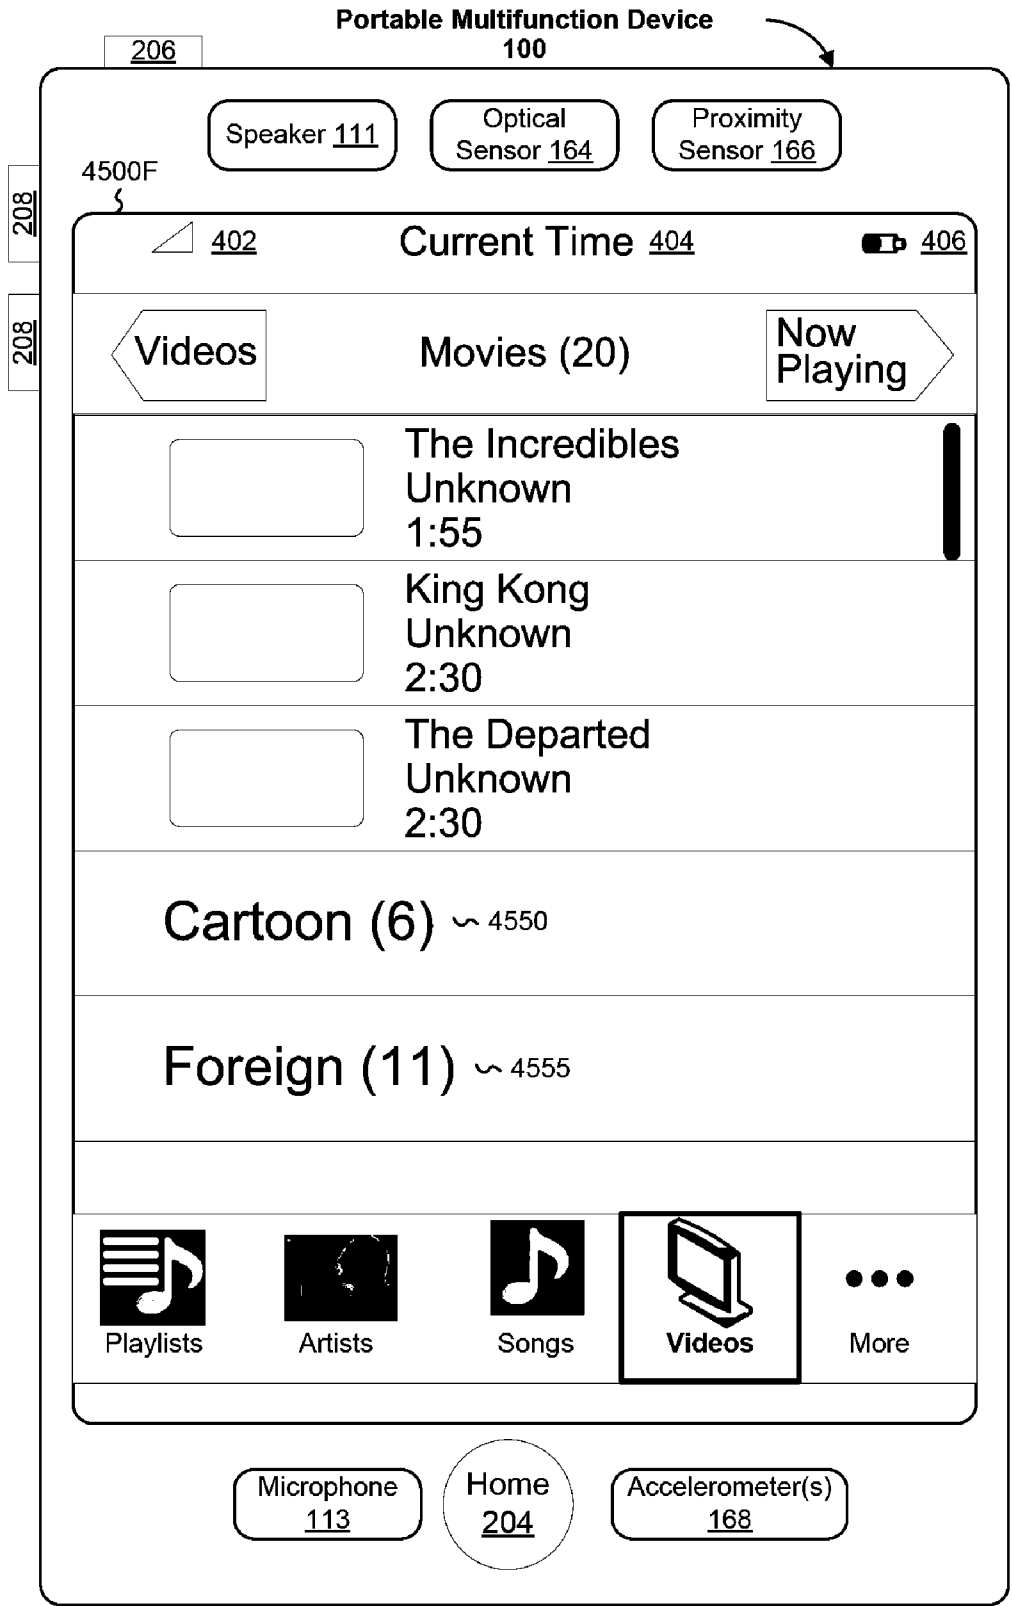 Portable Multifunction Device
100
206
Speaker 111
Optical
Sensor 164
Proximity
Sensor 166
4500F
208
208
402
Current Time 404
406
Videos
Movies (20)
Now
Playing
The Incredibles
Unknown
1:55
King Kong
Unknown
2:30
The Departed
Unknown
2:30
Cartoon (6)
4550
Foreign (11)
4555
Playlists
Artists
Songs
Videos
More
Microphone
113
Home
204
Accelerometer(s)
168